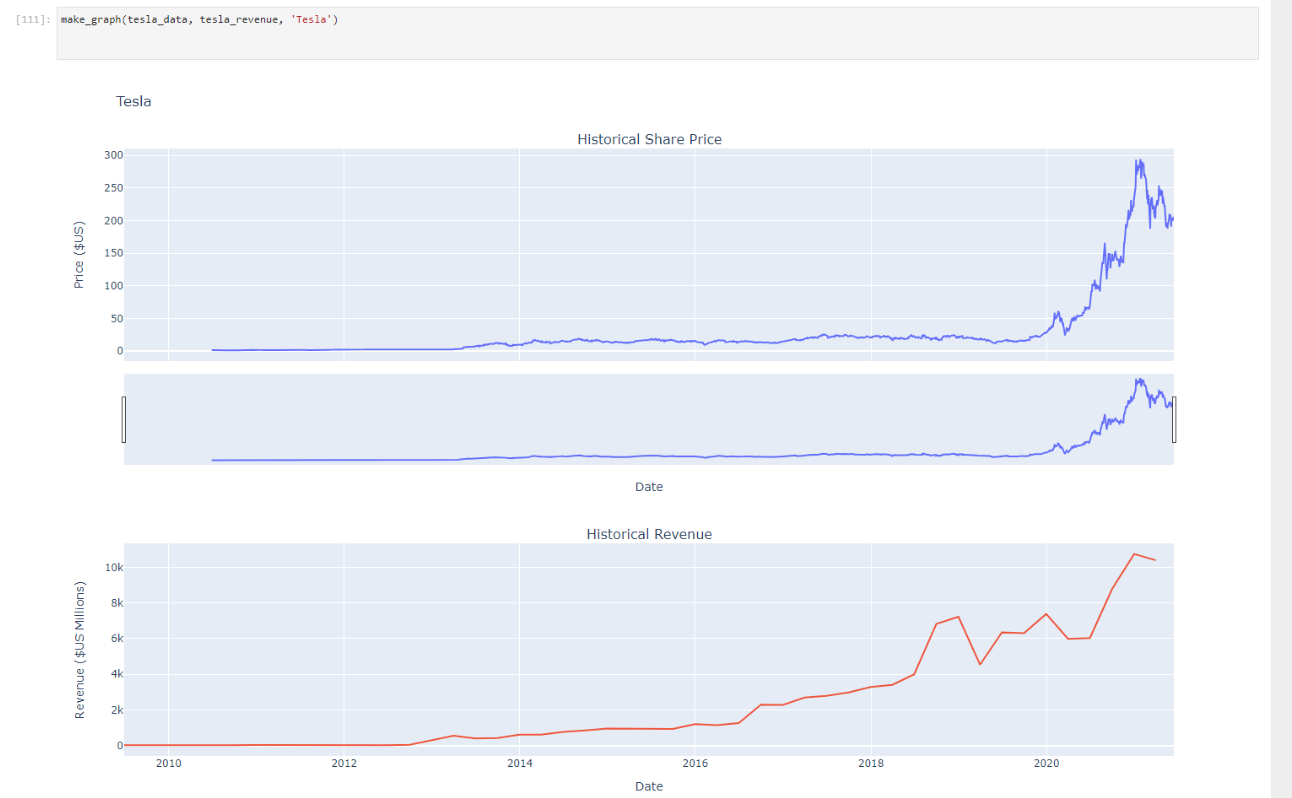 [111]: make_graph(tesla_data, tesla_revenue, 'Tesla')
Tesla
Historical Share Price
300
250
200
150
100
50
0
Price ($US)
Date
Historical Revenue
10k
8k
6k
4k
2k
0
Revenue ($US Millions)
2010 2012 2014 2016 2018 2020
Date